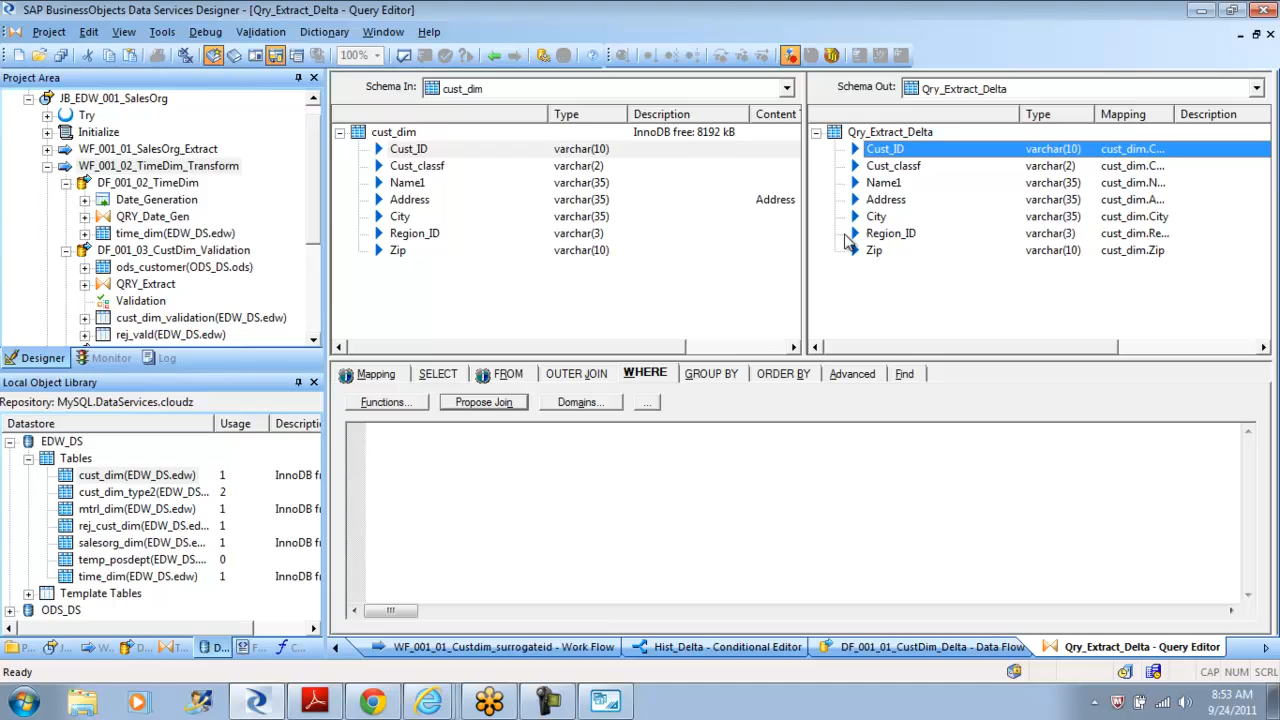 SAP BusinessObjects Data Services Designer - [Qry_Extract_Delta - Query Editor]
Project Edit View Tools Debug Validation Dictionary Window Help
100%
Project Area
JB_EDW_001_SalesOrg
Try
Initialize
WF_001_01_SalesOrg_Extract
WF_001_02_TimeDim_Transform
DF_001_02_TimeDim
Date_Generation
QRY_Date_Gen
time_dim(EDW_DS.edw)
DF_001_03_CustDim_Validation
ods_customer(ODS_DS.ods)
QRY_Extract
Validation
cust_dim_validation(EDW_DS.edw)
rej_vald(EDW_DS.edw)
Designer Monitor Log
Local Object Library
Repository: MySQL.DataServices.cloudz
Datastore Usage Descripti
EDW_DS
Tables
cust_dim(EDW_DS.edw) 1 InnoDB fr
cust_dim_type2(EDW_DS... 2 InnoDB fr
mtrl_dim(EDW_DS.edw) 1 InnoDB fr
rej_cust_dim(EDW_DS.ed... 1 InnoDB fr
salesorg_dim(EDW_DS.e... 1 InnoDB fr
temp_posdept(EDW_DS.... 0 InnoDB fr
time_dim(EDW_DS.edw) 1 InnoDB fr
Template Tables
ODS_DS
P... J... W... D... T... D... F... C...
Schema In: cust_dim
Type Description Content
cust_dim InnoDB free: 8192 kB
Cust_ID varchar(10)
Cust_classf varchar(2)
Name1 varchar(35)
Address varchar(35) Address
City varchar(35)
Region_ID varchar(3)
Zip varchar(10)
Schema Out: Qry_Extract_Delta
Type Mapping Description
Qry_Extract_Delta
Cust_ID varchar(10) cust_dim.C...
Cust_classf varchar(2) cust_dim.C...
Name1 varchar(35) cust_dim.N...
Address varchar(35) cust_dim.A...
City varchar(35) cust_dim.City
Region_ID varchar(3) cust_dim.Re...
Zip varchar(10) cust_dim.Zip
Mapping SELECT FROM OUTER JOIN WHERE GROUP BY ORDER BY Advanced Find
Functions... Propose Join Domains... ...
WF_001_01_Custdim_surrogateid - Work Flow Hist_Delta - Conditional Editor DF_001_01_CustDim_Delta - Data Flow Qry_Extract_Delta - Query Editor
Ready
CAP NUM SCRL
8:53 AM
9/24/2011